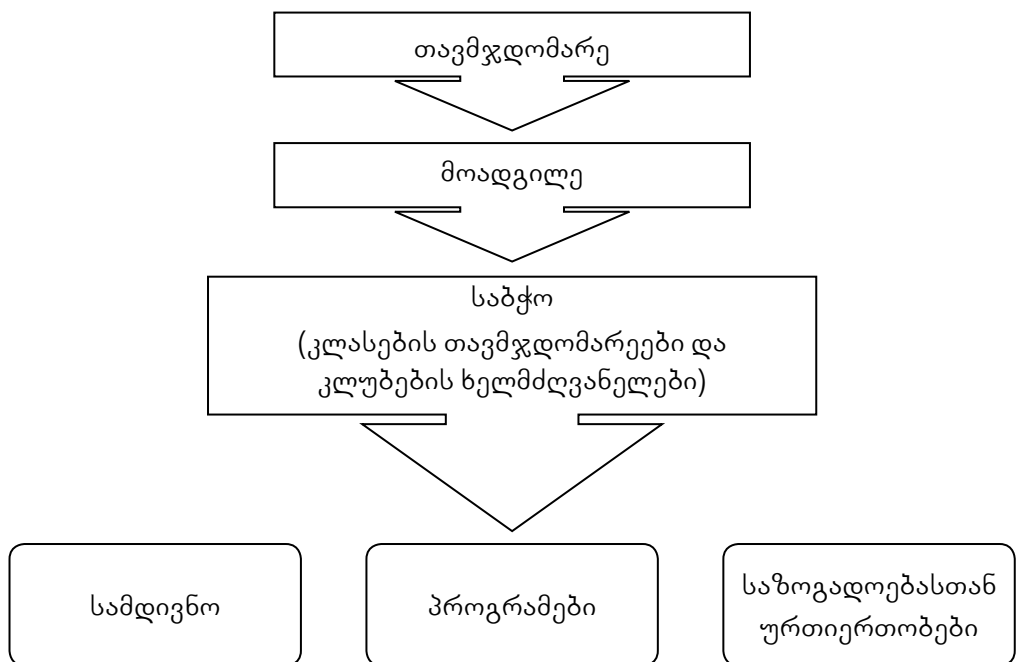 თავმჯდომარე
მოადგილე
საბჭო
(კლასების თავმჯდომარეები და
კლუბების ხელმძღვანელები)
სამდივნო
პროგრამები
საზოგადოებასთან
ურთიერთობები